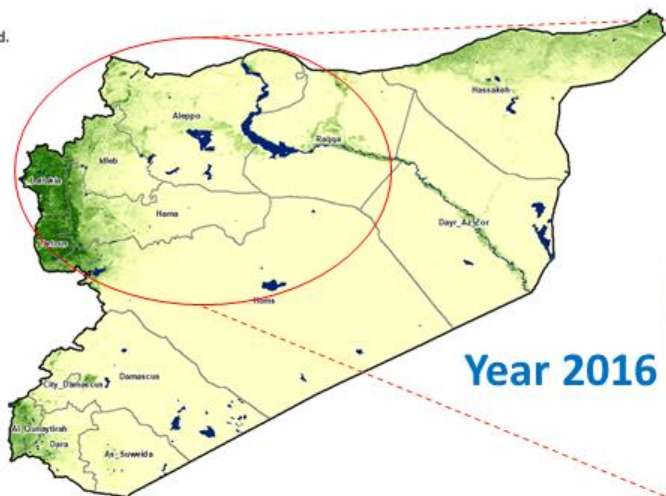 d.
Aleppo
Hassakeh
Idleb
Raqqa
Lattakia
Hama
Dayr_Az_Zor
Tartous
Homs
Year 2016
City_Damascus
Damascus
Al_Qunaytirah
Dara
As_Suweida